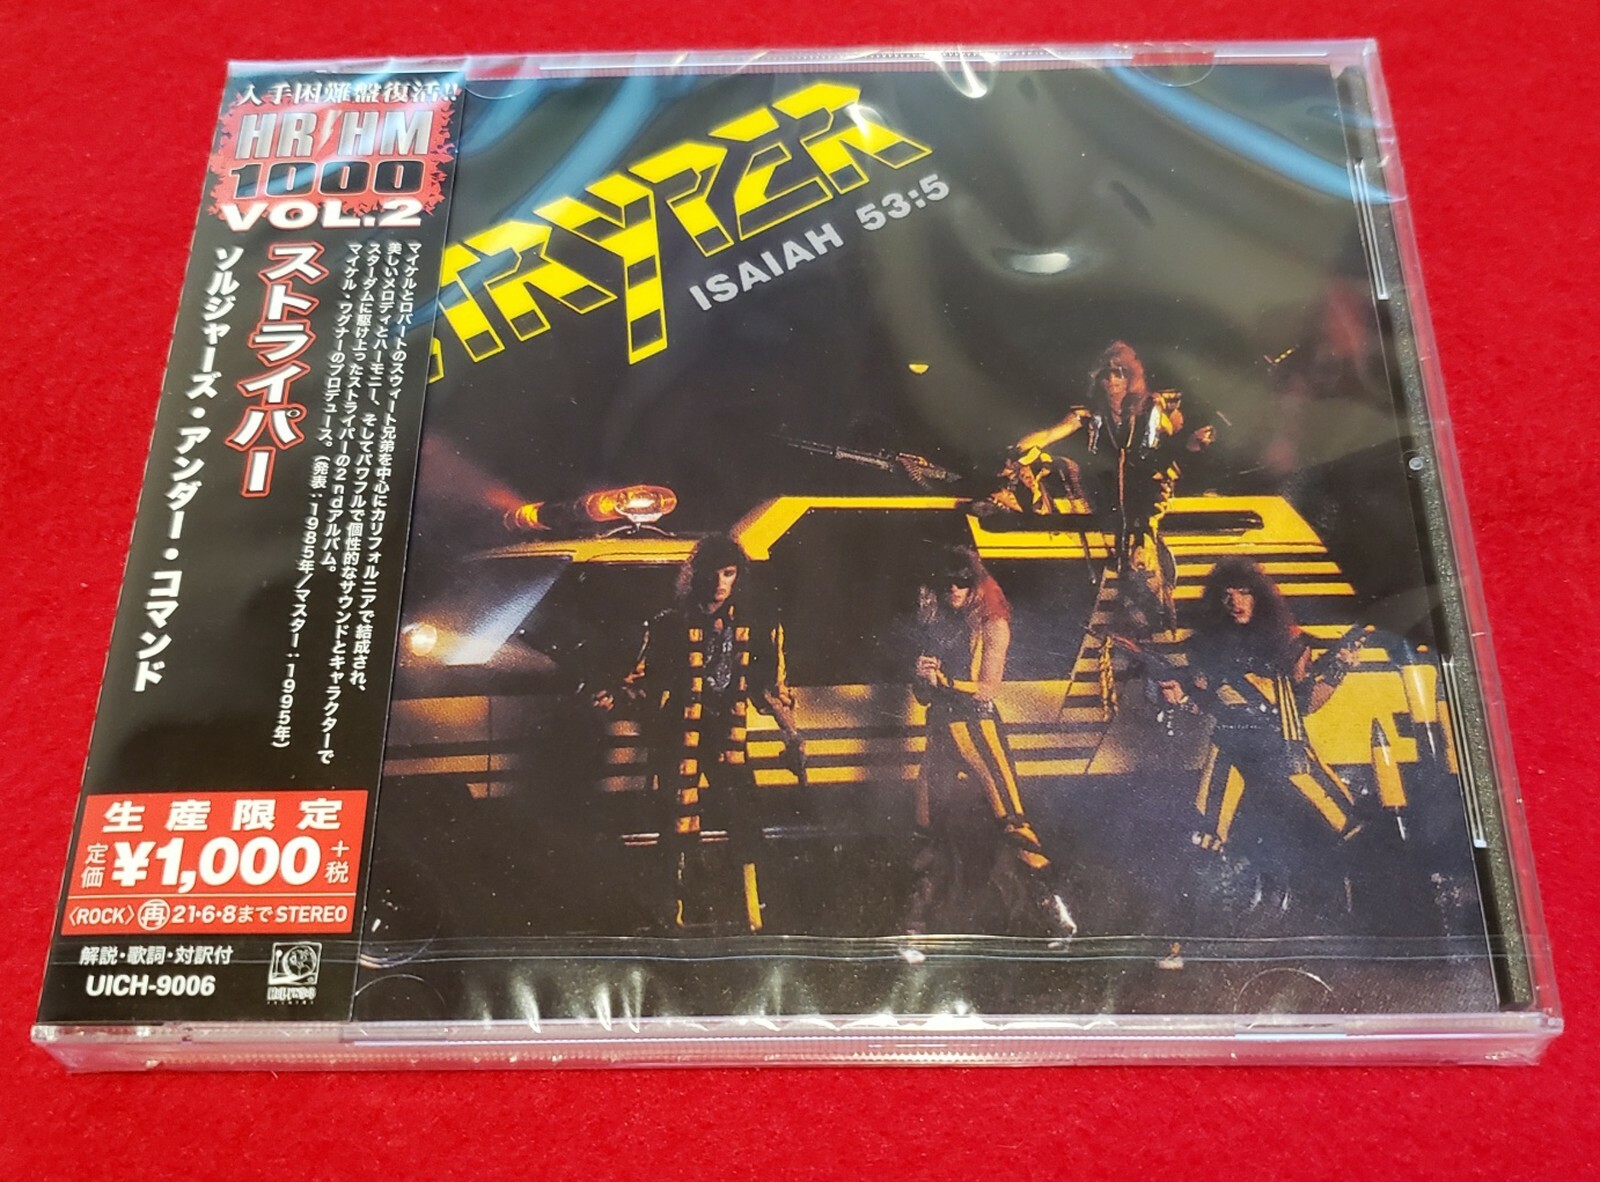 入手困難盤復活!!
HR/HM
1000
VOL.2
ストライパー
ソルジャーズ・アンダー・コマンド
マイケルとロバートのスウィート兄弟を中心にカリフォルニアで結成され、
美しいメロディとハーモニー、そしてパワフルで個性的なサウンドとキャラクターで
スターダムに駆け上ったストライパーの2ndアルバム。
マイケル・ワグナーのプロデュース。(発表:1985年/マスター:1995年)
生産限定
定価 ¥1,000 +税
〈ROCK〉 再 21・6・8まで STEREO
解説・歌詞・対訳付
UICH-9006
STRYPER
ISAIAH 53:5